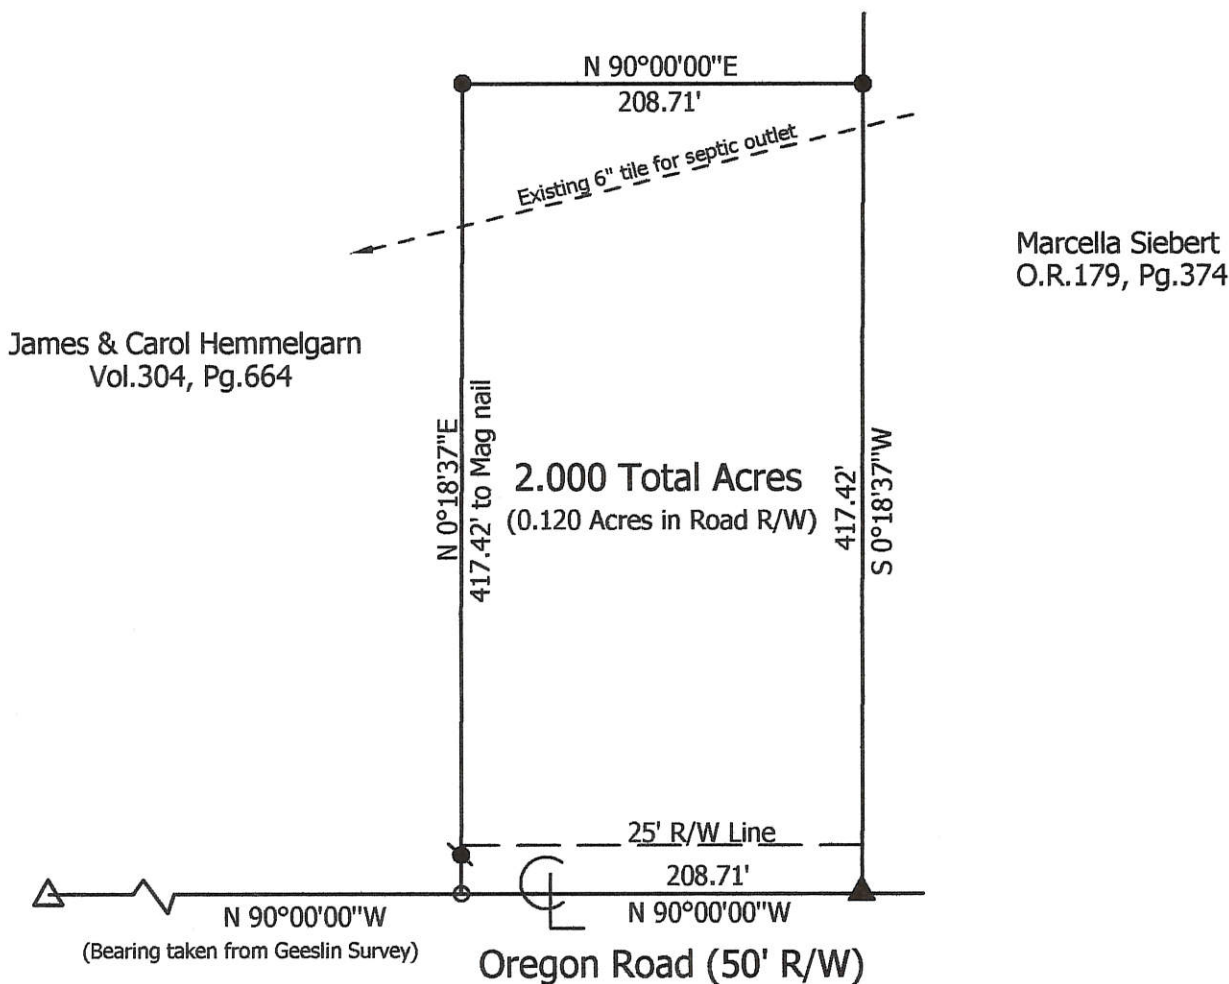 N 90°00'00"E
208.71'
Existing 6" tile for septic outlet
Marcella Siebert
O.R.179, Pg.374
James & Carol Hemmelgarn
Vol.304, Pg.664
N 0°18'37"E
417.42' to Mag nail
2.000 Total Acres
(0.120 Acres in Road R/W)
417.42'
S 0°18'37"W
25' R/W Line
208.71'
CL
N 90°00'00"W
N 90°00'00"W
(Bearing taken from Geeslin Survey)
Oregon Road (50' R/W)